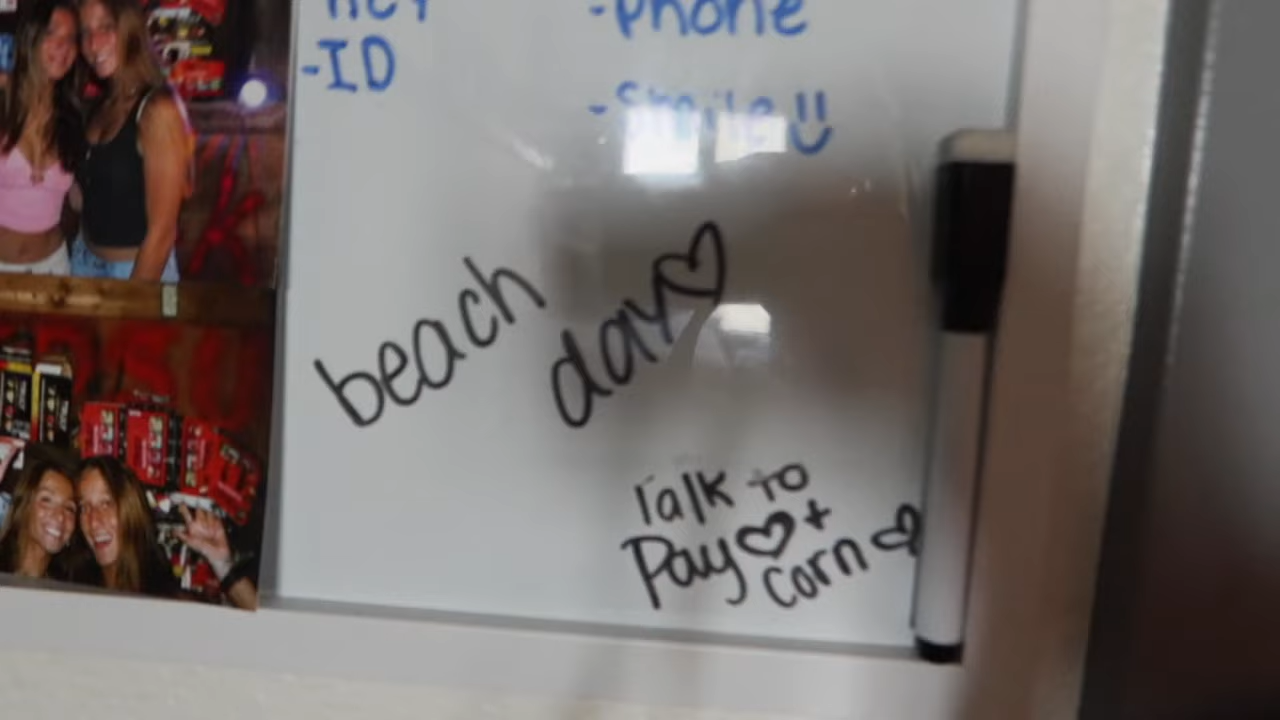 -Phone
-ID
-Smile
beach
day
Talk to
Pay +
corn